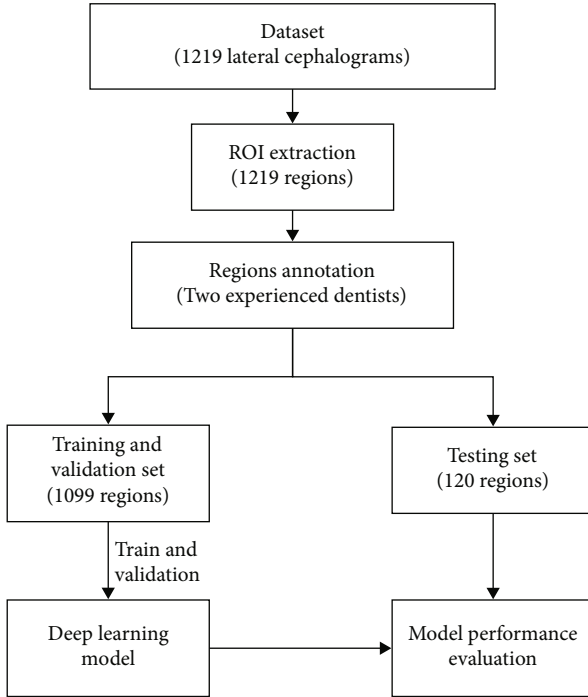 Dataset
(1219 lateral cephalograms)
ROI extraction
(1219 regions)
Regions annotation
(Two experienced dentists)
Training and
validation set
(1099 regions)
Testing set
(120 regions)
Train and
validation
Deep learning
model
Model performance
evaluation